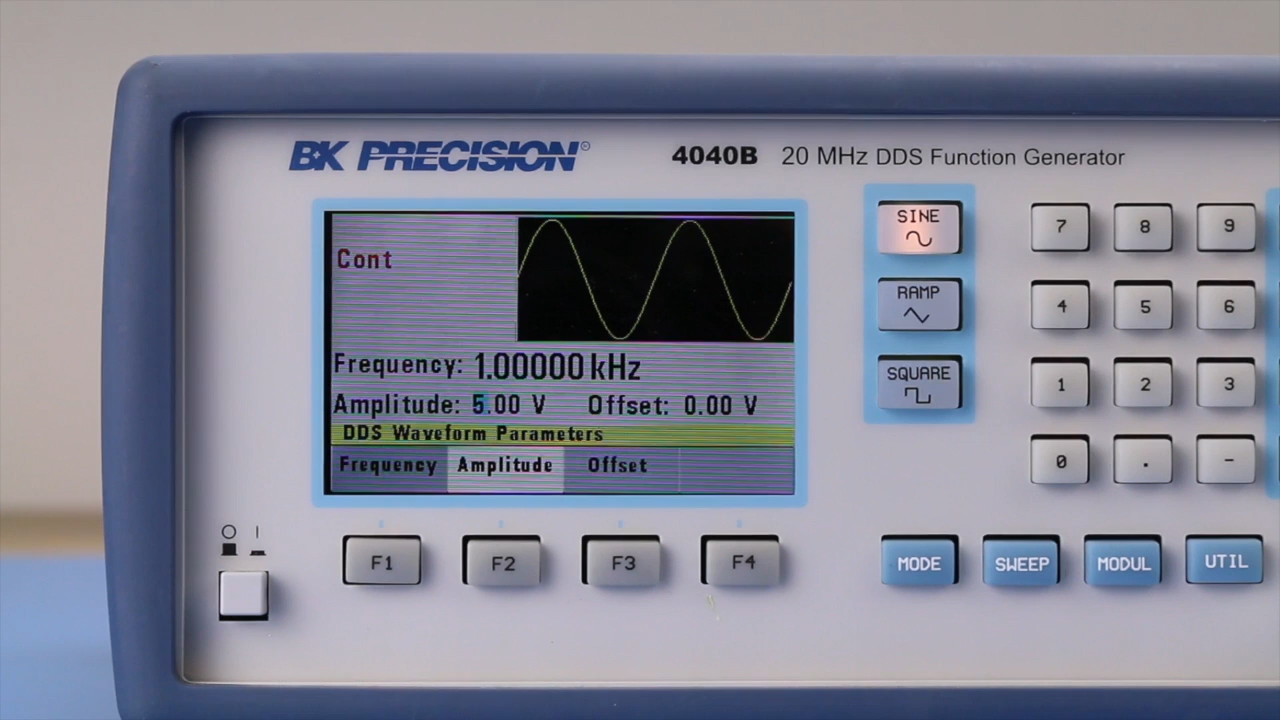 BK PRECISION®
4040B 20 MHz DDS Function Generator
Cont
Frequency: 1.00000 kHz
Amplitude: 5.00 V Offset: 0.00 V
DDS Waveform Parameters
Frequency Amplitude Offset
F1 F2 F3 F4
SINE
RAMP
SQUARE
7 8 9
4 5 6
1 2 3
0 . -
MODE SWEEP MODUL UTIL